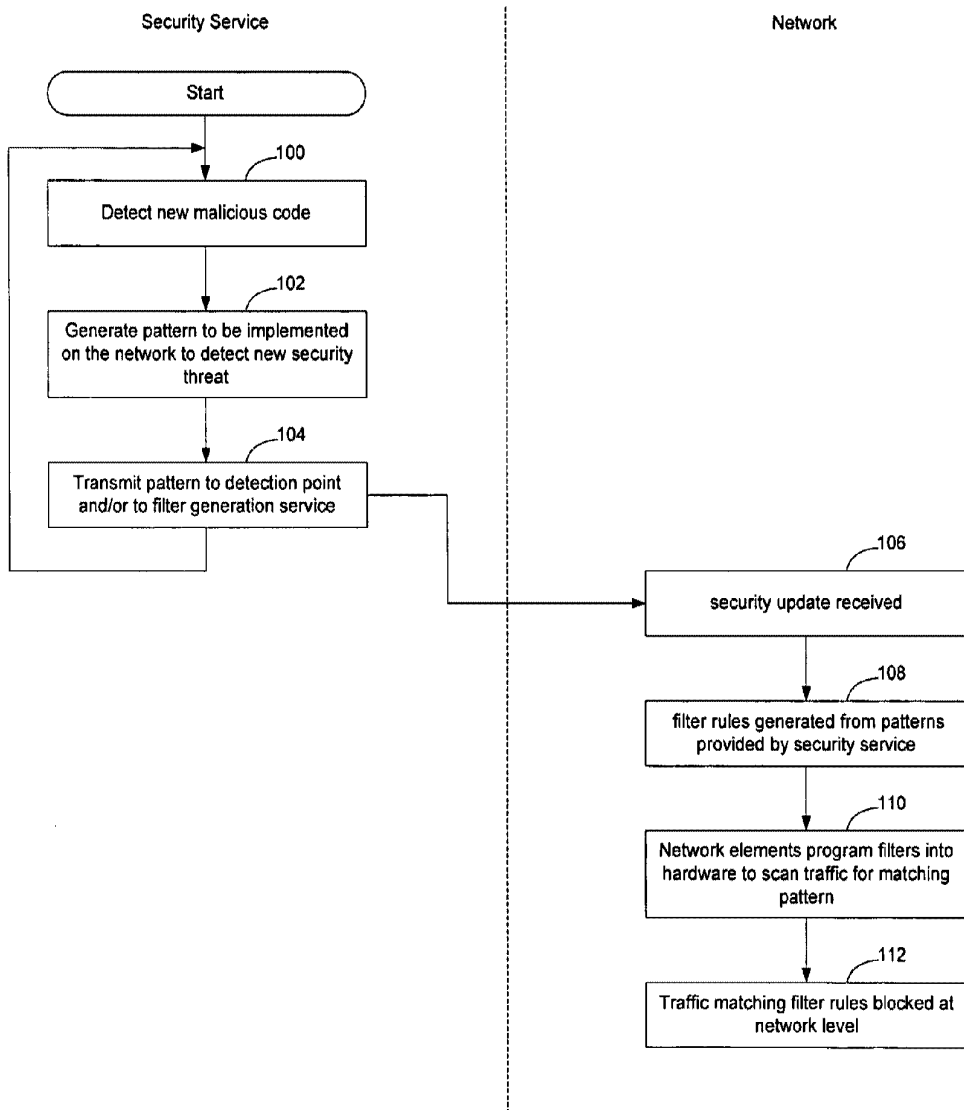 Security Service
Network
Start
100
Detect new malicious code
102
Generate pattern to be implemented
on the network to detect new security
threat
104
Transmit pattern to detection point
and/or to filter generation service
106
security update received
108
filter rules generated from patterns
provided by security service
110
Network elements program filters into
hardware to scan traffic for matching
pattern
112
Traffic matching filter rules blocked at
network level